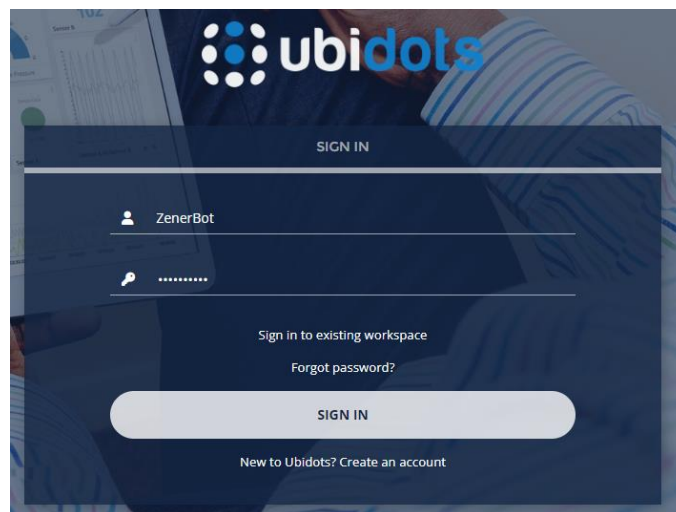 102
ubidots
SIGN IN
ZenerBot
••••••••••
Sign in to existing workspace
Forgot password?
SIGN IN
New to Ubidots? Create an account